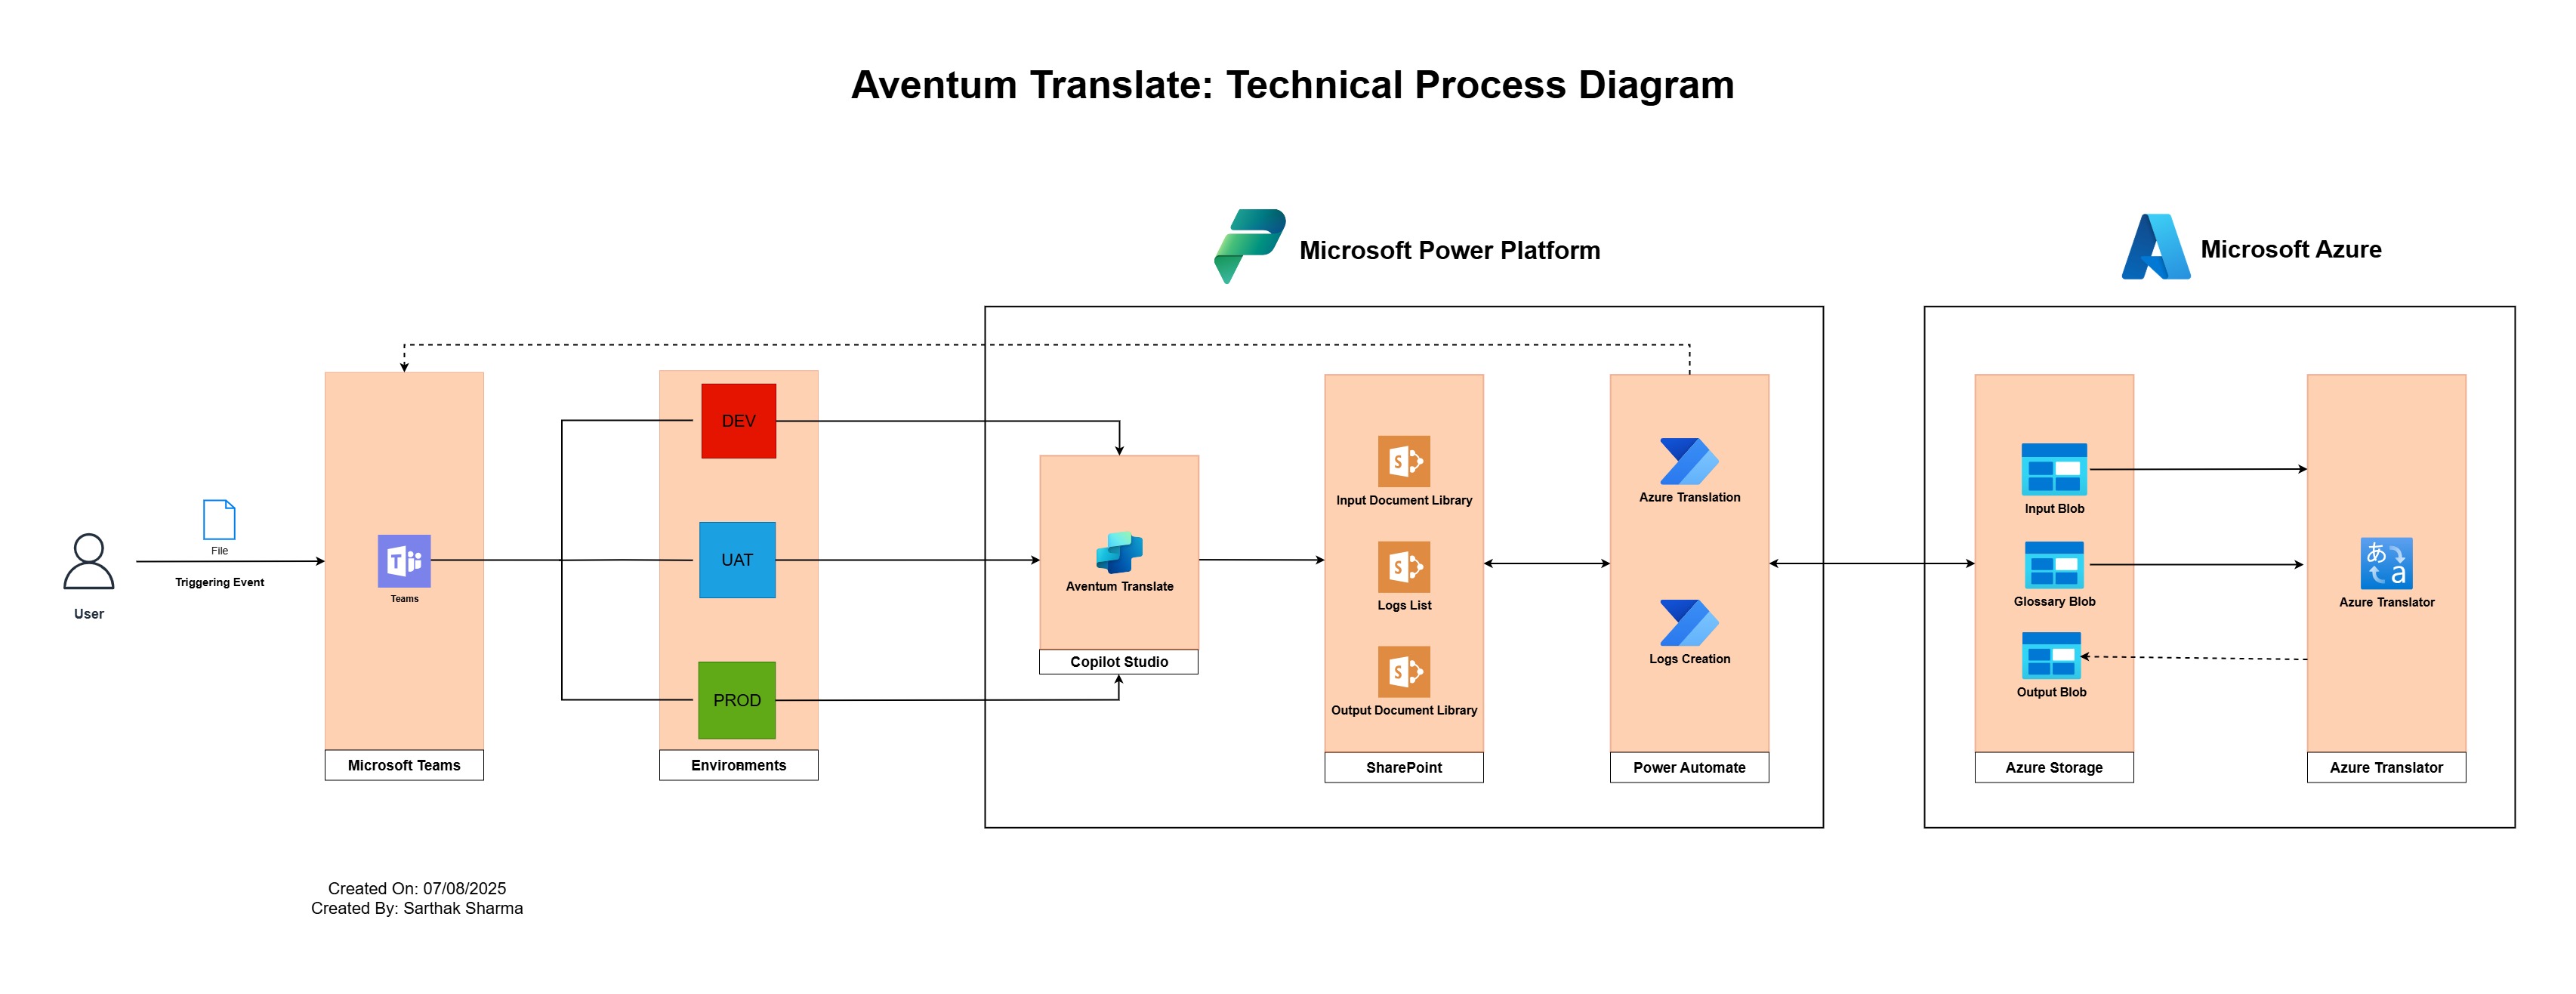 Aventum Translate: Technical Process Diagram
Microsoft Power Platform
Microsoft Azure
User
File
Triggering Event
Teams
Microsoft Teams
DEV
UAT
PROD
Environments
Aventum Translate
Copilot Studio
Input Document Library
Logs List
Output Document Library
SharePoint
Azure Translation
Logs Creation
Power Automate
Input Blob
Glossary Blob
Output Blob
Azure Storage
あ
a
Azure Translator
Azure Translator
Created On: 07/08/2025
Created By: Sarthak Sharma